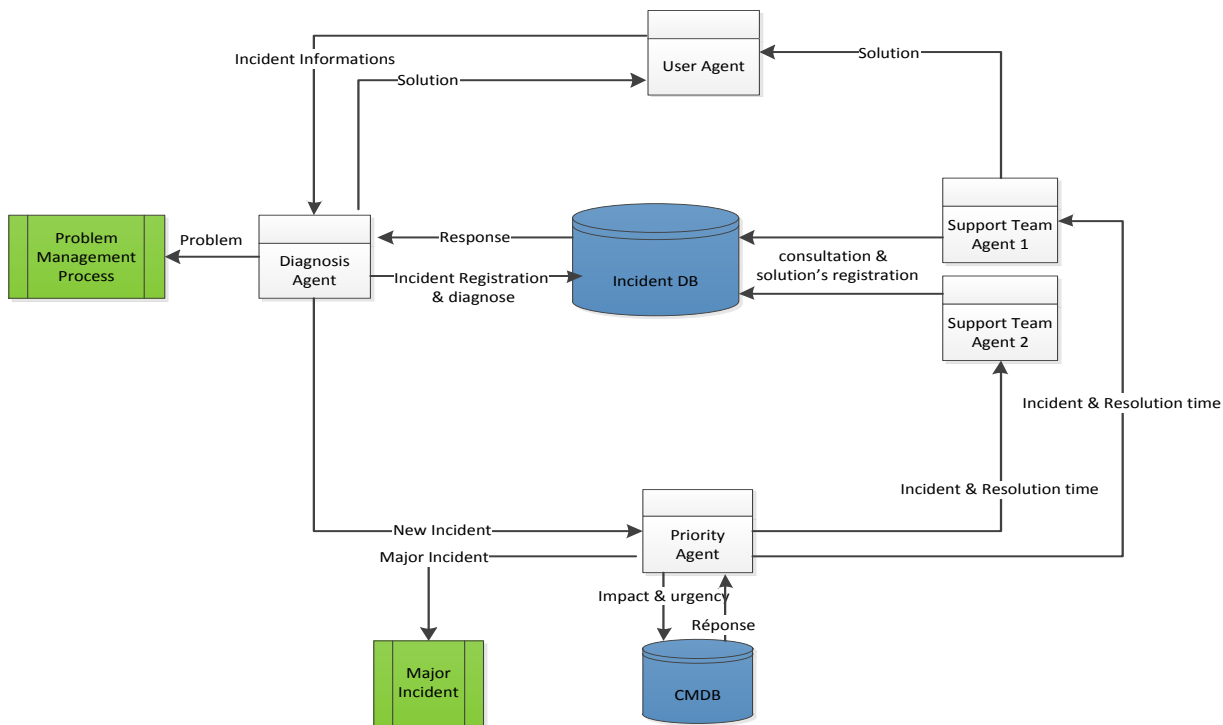 Incident Informations
User Agent
Solution
Solution
Problem
Management
Process
Problem
Diagnosis
Agent
Response
Incident Registration
& diagnose
Incident DB
consultation &
solution's registration
Support Team
Agent 1
Support Team
Agent 2
Incident & Resolution time
Incident & Resolution time
New Incident
Major Incident
Priority
Agent
Impact & urgency
Réponse
Major
Incident
CMDB